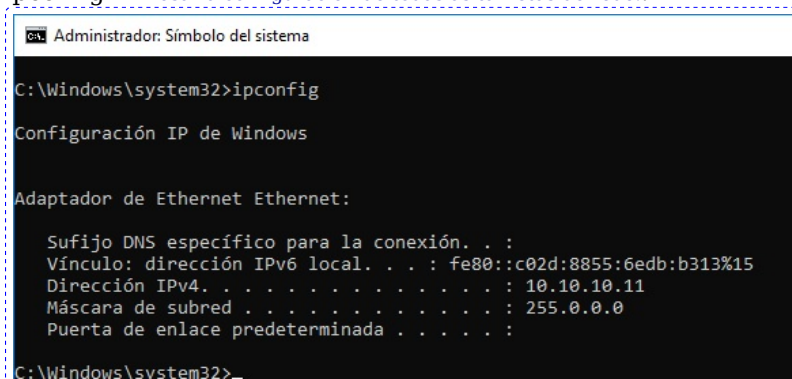 Administrador: Símbolo del sistema
C:\Windows\system32>ipconfig
Configuración IP de Windows
Adaptador de Ethernet Ethernet:
Sufijo DNS específico para la conexión. . :
Vínculo: dirección IPv6 local. . . : fe80::c02d:8855:6edb:b313%15
Dirección IPv4. . . . . . . . . . . . . . : 10.10.10.11
Máscara de subred . . . . . . . . . . . . : 255.0.0.0
Puerta de enlace predeterminada . . . . . :
C:\Windows\system32>_